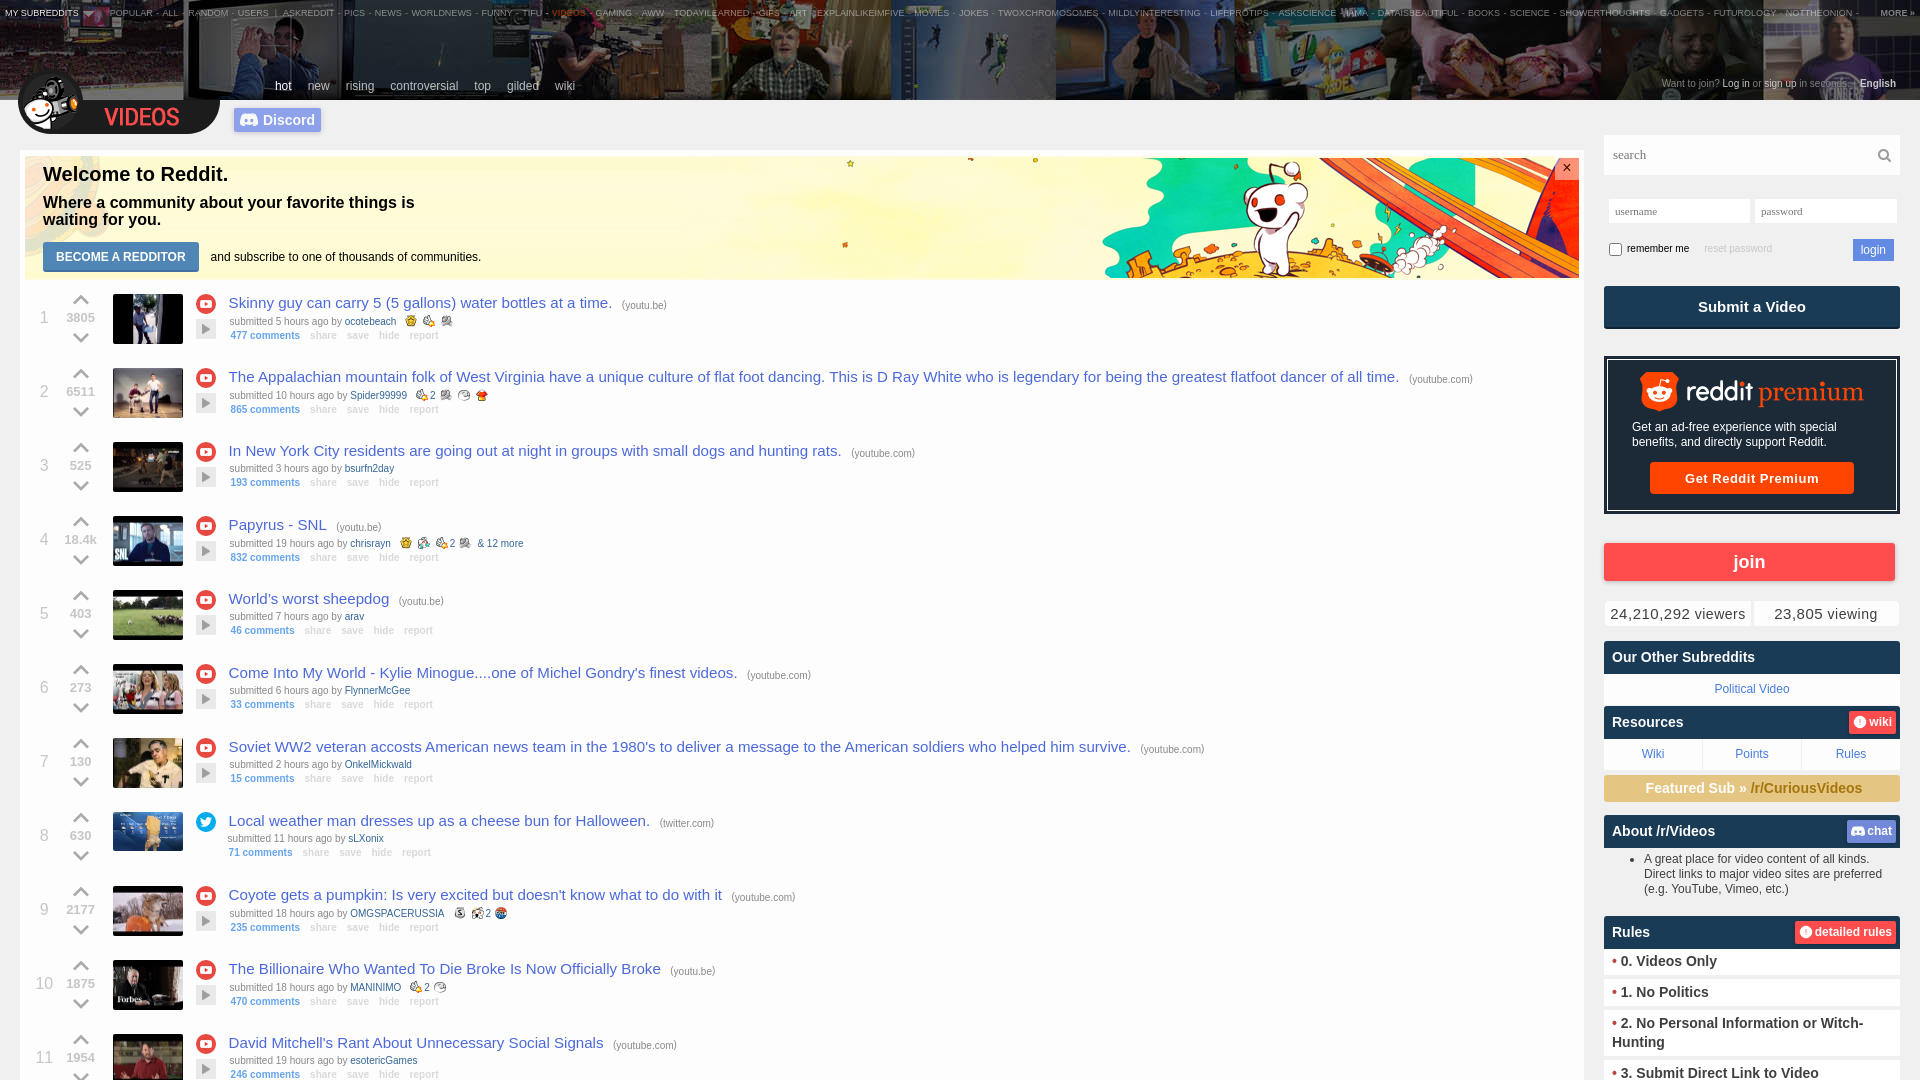 MY SUBREDDITS
POPULAR - ALL - RANDOM - USERS | ASKREDDIT - PICS - NEWS - WORLDNEWS - FUNNY - TIFU - VIDEOS - GAMING - AWW - TODAYILEARNED - GIFS - ART - EXPLAINLIKEIMFIVE - MOVIES - JOKES - TWOXCHROMOSOMES - MILDLYINTERESTING - LIFEPROTIPS - ASKSCIENCE - IAMA - DATAISBEAUTIFUL - BOOKS - SCIENCE - SHOWERTHOUGHTS - GADGETS - FUTUROLOGY - NOTTHEONION -
MORE »
hot new rising controversial top gilded wiki
Want to join? Log in or sign up in seconds. | English
VIDEOS
Discord
search
Welcome to Reddit.
Where a community about your favorite things is
waiting for you.
BECOME A REDDITOR and subscribe to one of thousands of communities.
×
username password
remember me reset password login
1 3805 Skinny guy can carry 5 (5 gallons) water bottles at a time. (youtu.be)
submitted 5 hours ago by ocotebeach
477 comments share save hide report
2 6511 The Appalachian mountain folk of West Virginia have a unique culture of flat foot dancing. This is D Ray White who is legendary for being the greatest flatfoot dancer of all time. (youtube.com)
submitted 10 hours ago by Spider99999 2
865 comments share save hide report
3 525 In New York City residents are going out at night in groups with small dogs and hunting rats. (youtube.com)
submitted 3 hours ago by bsurfn2day
193 comments share save hide report
4 18.4k Papyrus - SNL (youtu.be)
SNL
submitted 19 hours ago by chrisrayn 2 & 12 more
832 comments share save hide report
5 403 World's worst sheepdog (youtu.be)
submitted 7 hours ago by arav
46 comments share save hide report
6 273 Come Into My World - Kylie Minogue....one of Michel Gondry's finest videos. (youtube.com)
submitted 6 hours ago by FlynnerMcGee
33 comments share save hide report
7 130 Soviet WW2 veteran accosts American news team in the 1980's to deliver a message to the American soldiers who helped him survive. (youtube.com)
submitted 2 hours ago by OnkelMickwald
15 comments share save hide report
8 630 Local weather man dresses up as a cheese bun for Halloween. (twitter.com)
submitted 11 hours ago by sLXonix
71 comments share save hide report
9 2177 Coyote gets a pumpkin: Is very excited but doesn't know what to do with it (youtube.com)
submitted 18 hours ago by OMGSPACERUSSIA 2
235 comments share save hide report
10 1875 The Billionaire Who Wanted To Die Broke Is Now Officially Broke (youtu.be)
Forbes
submitted 18 hours ago by MANINIMO 2
470 comments share save hide report
11 1954 David Mitchell's Rant About Unnecessary Social Signals (youtube.com)
submitted 19 hours ago by esotericGames
246 comments share save hide report
Submit a Video
reddit premium
Get an ad-free experience with special
benefits, and directly support Reddit.
Get Reddit Premium
join
24,210,292 viewers 23,805 viewing
Our Other Subreddits
Political Video
Resources wiki
Wiki Points Rules
Featured Sub » /r/CuriousVideos
About /r/Videos chat
• A great place for video content of all kinds.
Direct links to major video sites are preferred
(e.g. YouTube, Vimeo, etc.)
Rules detailed rules
• 0. Videos Only
• 1. No Politics
• 2. No Personal Information or Witch-
Hunting
• 3. Submit Direct Link to Video